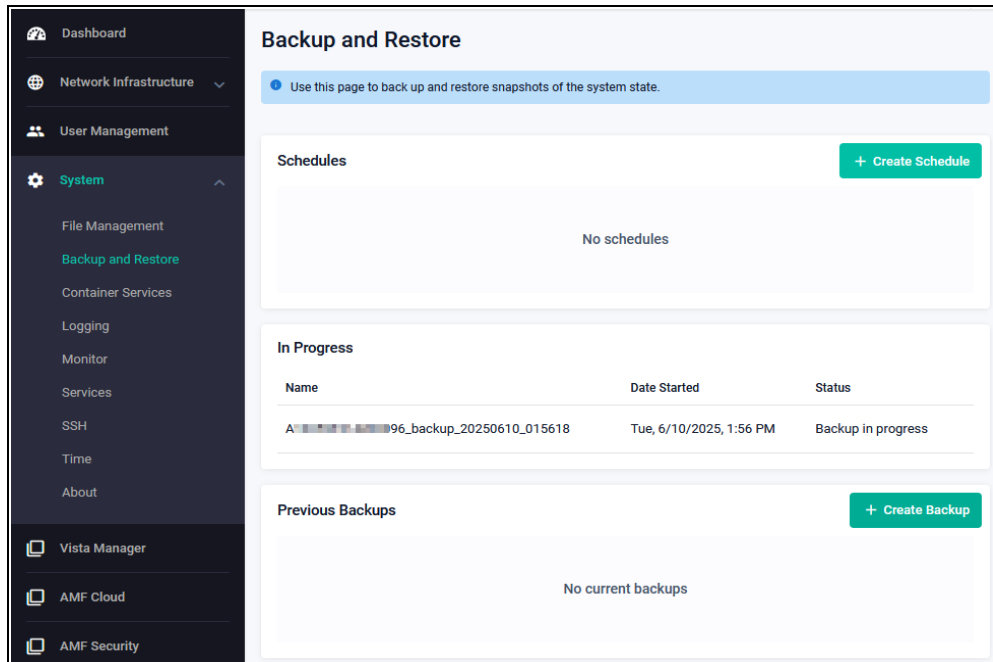 Dashboard
Network Infrastructure
User Management
System
File Management
Backup and Restore
Container Services
Logging
Monitor
Services
SSH
Time
About
Vista Manager
AMF Cloud
AMF Security
Backup and Restore
Use this page to back up and restore snapshots of the system state.
Schedules
+ Create Schedule
No schedules
In Progress
Name Date Started Status
96_backup_20250610_015618 Tue, 6/10/2025, 1:56 PM Backup in progress
Previous Backups
+ Create Backup
No current backups